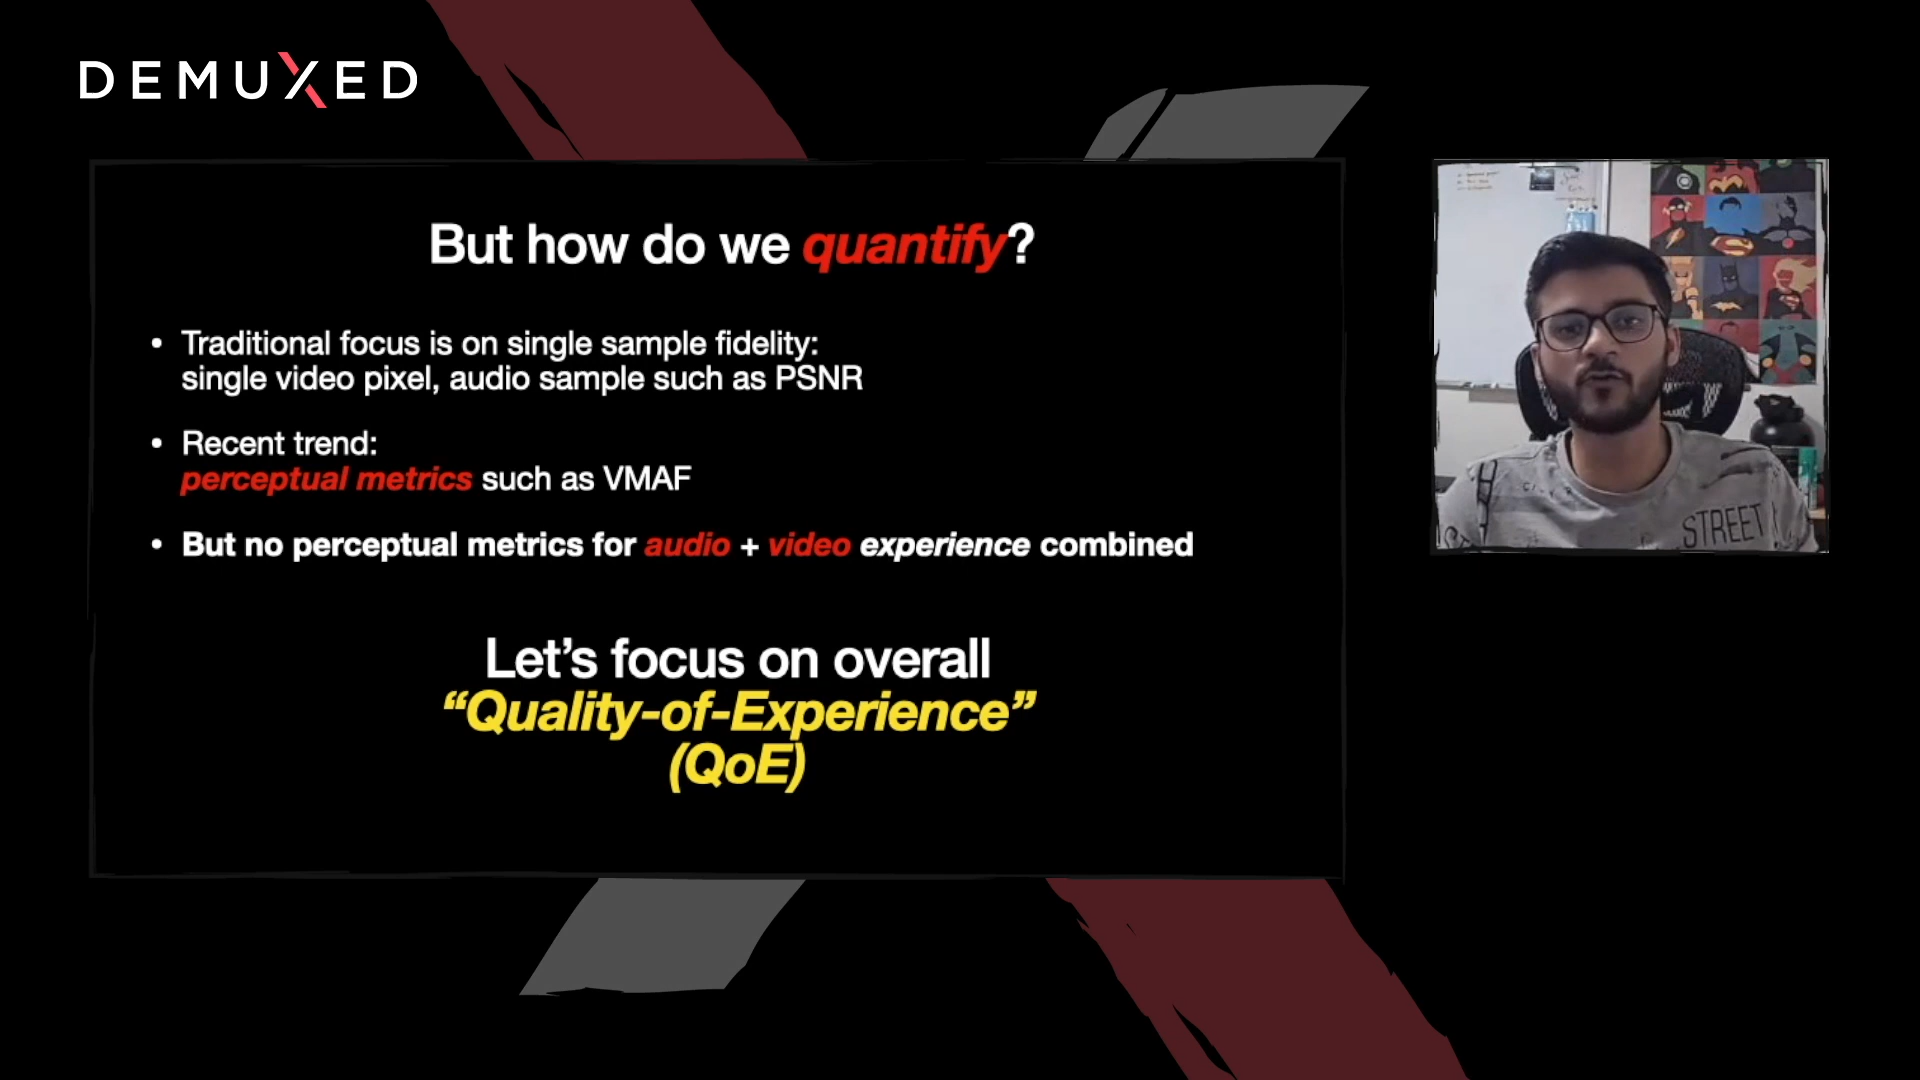 DEMUXED
But how do we quantify?
• Traditional focus is on single sample fidelity:
single video pixel, audio sample such as PSNR
• Recent trend:
perceptual metrics such as VMAF
• But no perceptual metrics for audio + video experience combined
Let’s focus on overall
“Quality-of-Experience”
(QoE)
STREET